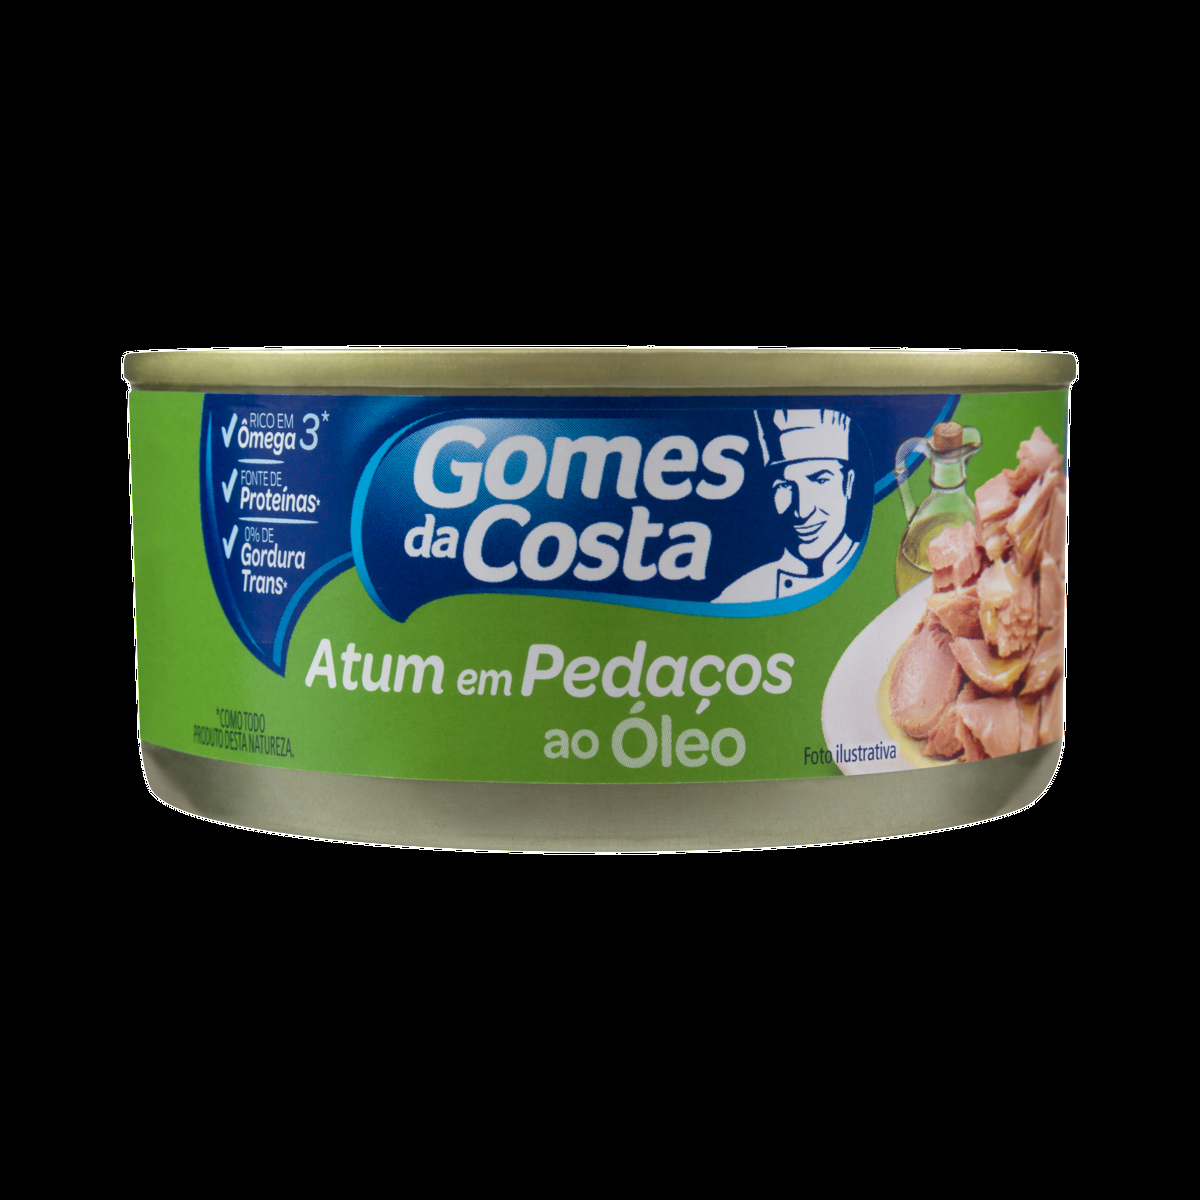 RICO EM
Ômega 3*
FONTE DE
Proteínas*
0% DE
Gordura
Trans*
Gomes
da Costa
Atum em Pedaços
ao Óleo
*COMO TODO
PRODUTO DESTA NATUREZA.
Foto ilustrativa